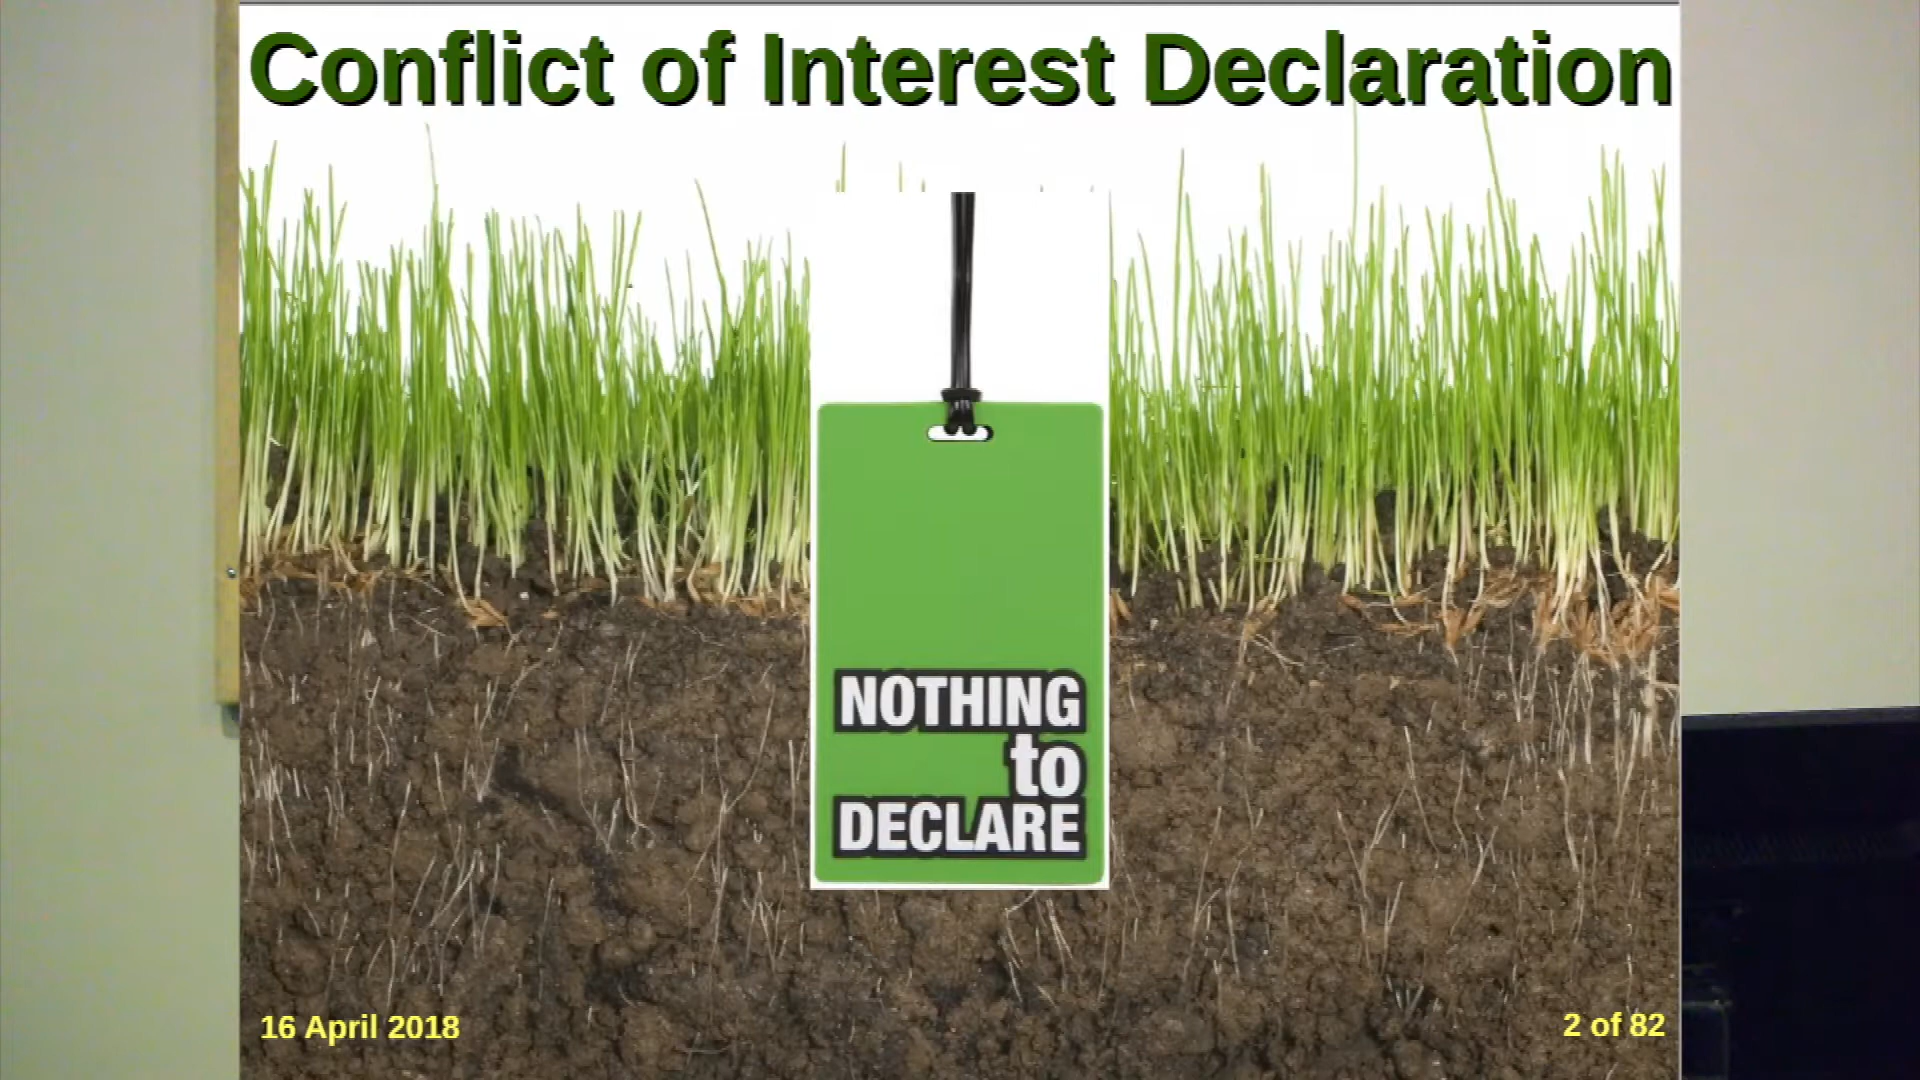 Conflict of Interest Declaration
NOTHING
to
DECLARE
16 April 2018
2 of 82